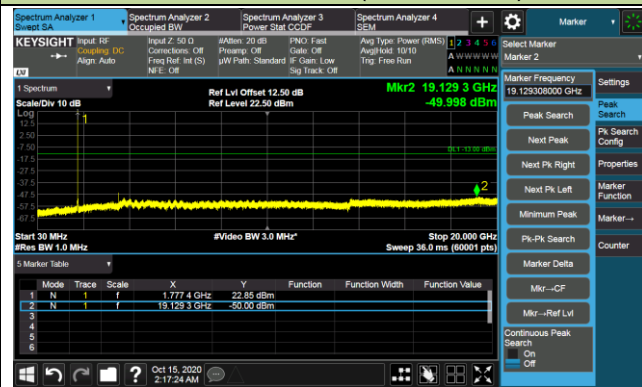 Spectrum Analyzer 1
Swept SA
Spectrum Analyzer 2
Occupied BW
Spectrum Analyzer 3
Power Stat CCDF
Spectrum Analyzer 4
SEM
+
Marker
KEYSIGHT
Input: RF
Coupling: DC
Align: Auto
Input Z: 50 Ω
Corrections: Off
Freq Ref: Int (S)
NFE: Off
#Atten: 20 dB
Preamp: Off
µW Path: Standard
PNO: Fast
Gate: Off
IF Gain: Low
Sig Track: Off
Avg Type: Power (RMS)
Avg|Hold: 10/10
Trig: Free Run
1 2 3 4 5 6
A W W W W W
A N N N N N
LXI
Select Marker
Marker 2
1 Spectrum
Scale/Div 10 dB
Ref Lvl Offset 12.50 dB
Ref Level 22.50 dBm
Mkr2 19.129 3 GHz
-49.998 dBm
Log
12.5
2.50
-7.50
-17.5
-27.5
-37.5
-47.5
-57.5
-67.5
1
DL1 -13.00 dBm
2
Start 30 MHz
#Res BW 1.0 MHz
#Video BW 3.0 MHz*
Stop 20.000 GHz
Sweep 36.0 ms (60001 pts)
5 Marker Table
Mode Trace Scale X Y Function Function Width Function Value
1 N 1 f 1.777 4 GHz 22.85 dBm
2 N 1 f 19.129 3 GHz -50.00 dBm
3
4
5
6
Marker Frequency
19.129308000 GHz
Peak Search
Next Peak
Next Pk Right
Next Pk Left
Minimum Peak
Pk-Pk Search
Marker Delta
Mkr→CF
Mkr→Ref Lvl
Continuous Peak
Search
On
Off
Settings
Peak
Search
Pk Search
Config
Properties
Marker
Function
Marker→
Counter
?
Oct 15, 2020
2:17:24 AM